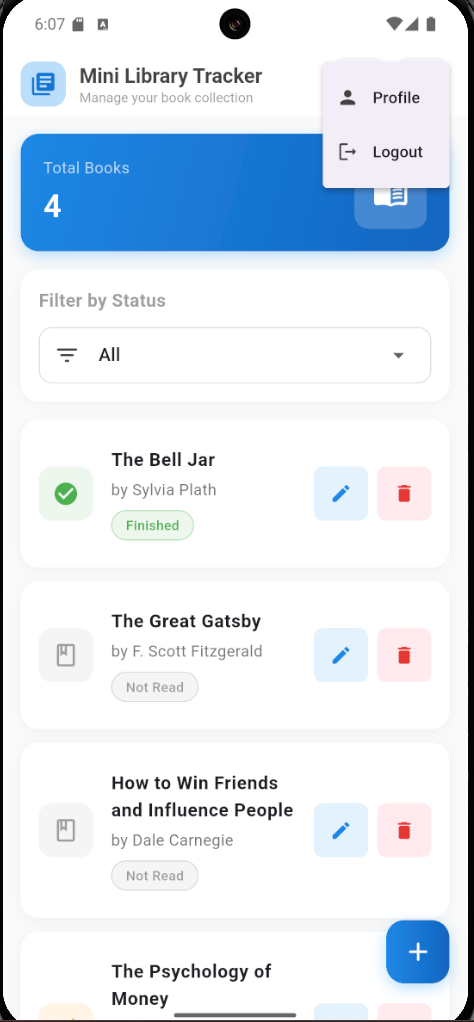 6:07
Mini Library Tracker
Manage your book collection
Profile
Logout
Total Books
4
Filter by Status
All
The Bell Jar
by Sylvia Plath
Finished
The Great Gatsby
by F. Scott Fitzgerald
Not Read
How to Win Friends
and Influence People
by Dale Carnegie
Not Read
The Psychology of
Money